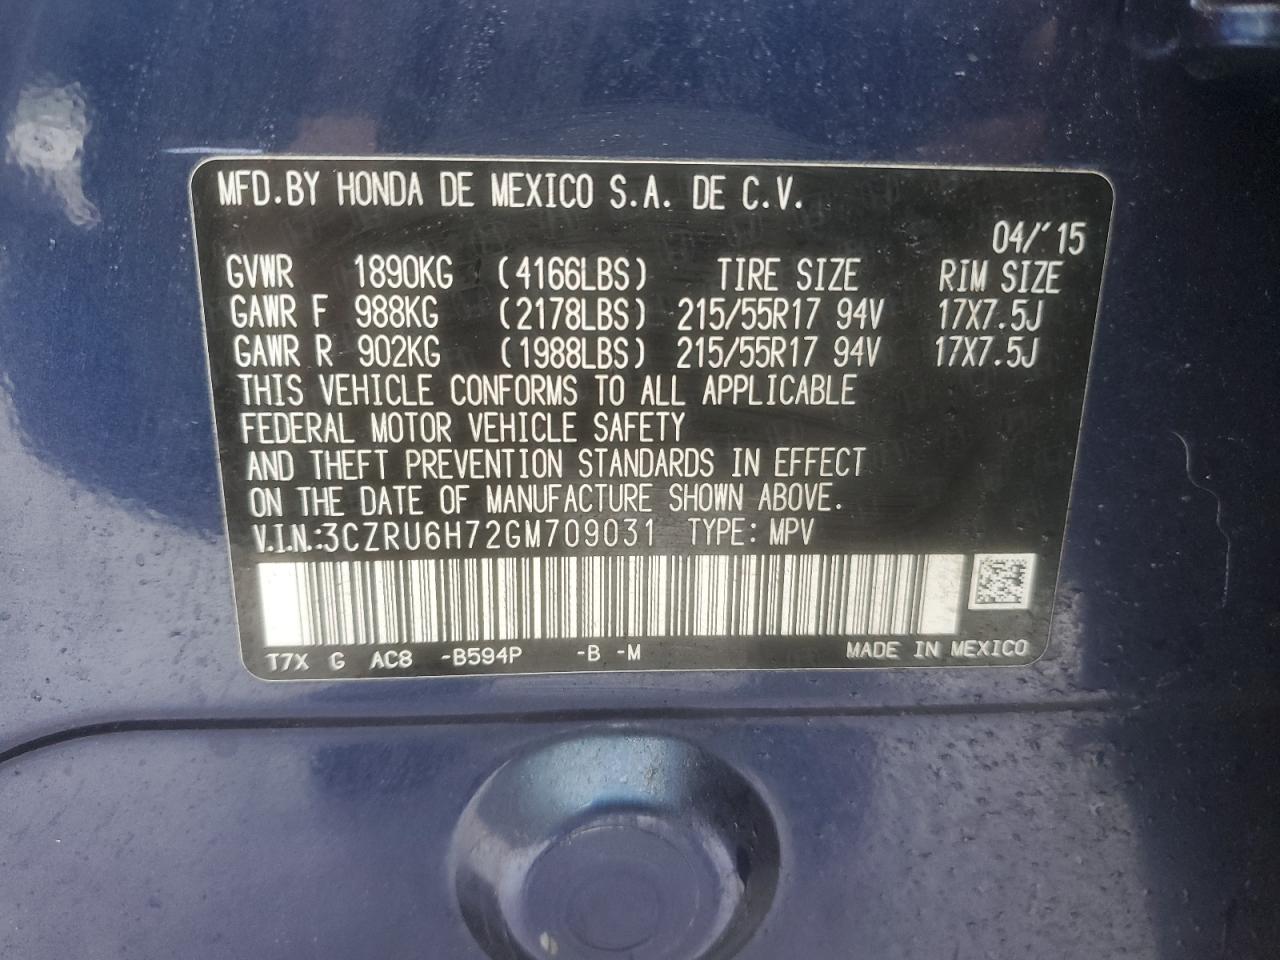 MFD.BY HONDA DE MEXICO S.A. DE C.V.
04/'15
GVWR 1890KG (4166LBS) TIRE SIZE RIM SIZE
GAWR F 988KG (2178LBS) 215/55R17 94V 17X7.5J
GAWR R 902KG (1988LBS) 215/55R17 94V 17X7.5J
THIS VEHICLE CONFORMS TO ALL APPLICABLE
FEDERAL MOTOR VEHICLE SAFETY
AND THEFT PREVENTION STANDARDS IN EFFECT
ON THE DATE OF MANUFACTURE SHOWN ABOVE.
V.I.N.:3CZRU6H72GM709031 TYPE: MPV
T7X G AC8 -B594P -B -M MADE IN MEXICO